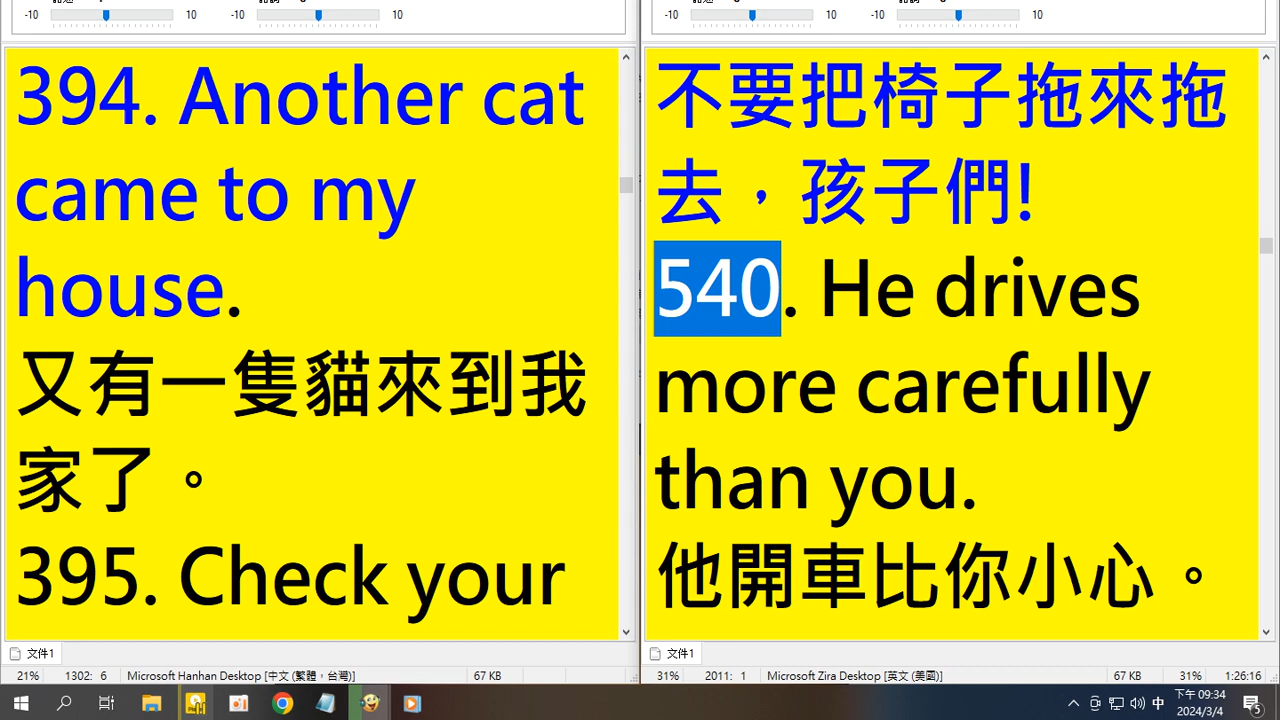 -10 10 -10 10
394. Another cat
came to my
house.
又有一隻貓來到我
家了。
395. Check your
文件1
21% 1302: 6 Microsoft Hanhan Desktop [中文 (繁體，台灣)] 67 KB
-10 10 -10 10
不要把椅子拖來拖
去，孩子們!
540. He drives
more carefully
than you.
他開車比你小心。
文件1
31% 2011: 1 Microsoft Zira Desktop [英文 (美國)] 67 KB 31% 1:26:16
中
下午 09:34
2024/3/4
5